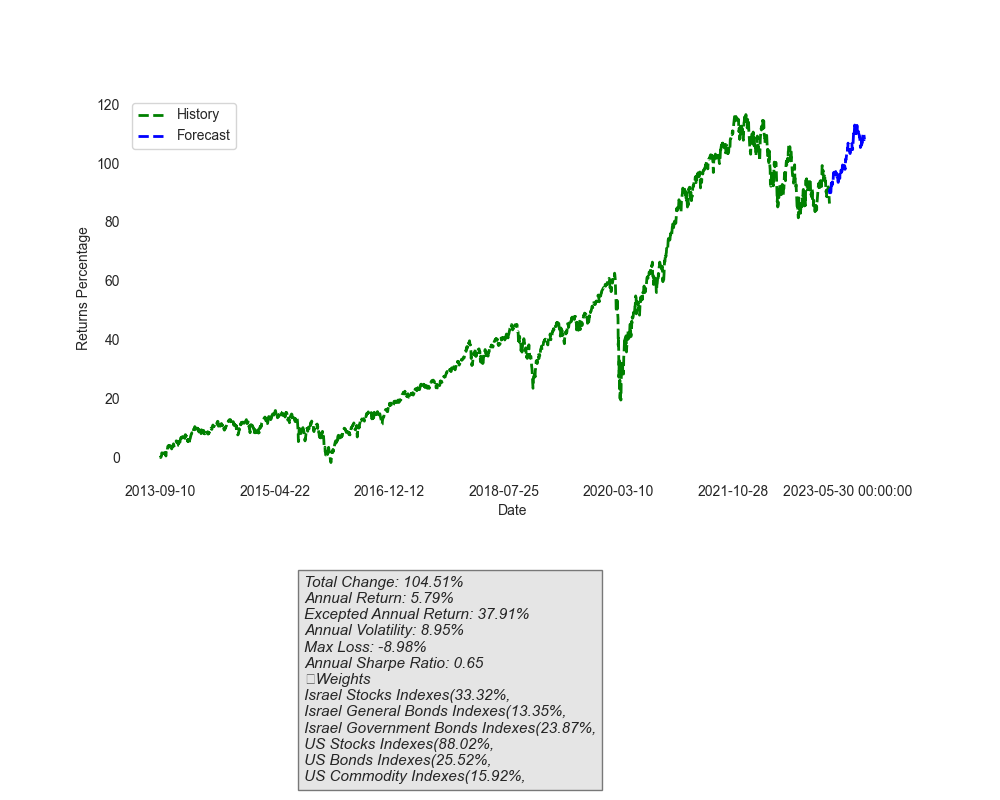 120
100
80
60
40
20
0
Returns Percentage
History
Forecast
2013-09-10 2015-04-22 2016-12-12 2018-07-25 2020-03-10 2021-10-28 2023-05-30 00:00:00
Date
Total Change: 104.51%
Annual Return: 5.79%
Excepted Annual Return: 37.91%
Annual Volatility: 8.95%
Max Loss: -8.98%
Annual Sharpe Ratio: 0.65
▯Weights
Israel Stocks Indexes(33.32%,
Israel General Bonds Indexes(13.35%,
Israel Government Bonds Indexes(23.87%,
US Stocks Indexes(88.02%,
US Bonds Indexes(25.52%,
US Commodity Indexes(15.92%,